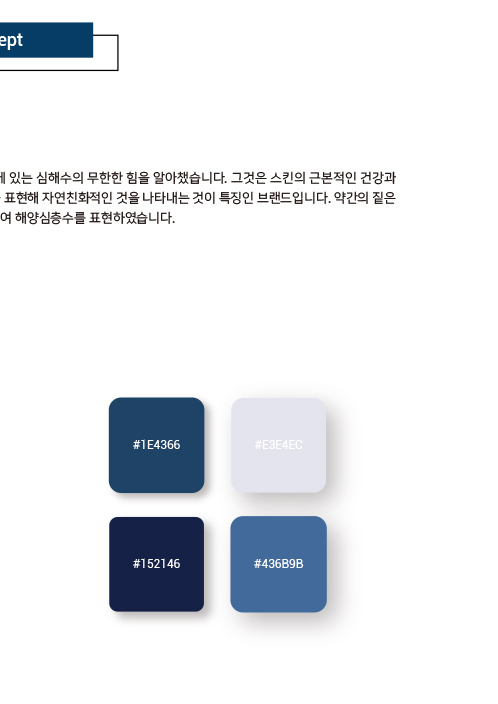 ept
에 있는 심해수의 무한한 힘을 알아챘습니다. 그것은 스킨의 근본적인 건강과
표현해 자연친화적인 것을 나타내는 것이 특징인 브랜드입니다. 약간의 짙은
여 해양심층수를 표현하였습니다.
#1E4366 #E3E4EC
#152146 #436B9B